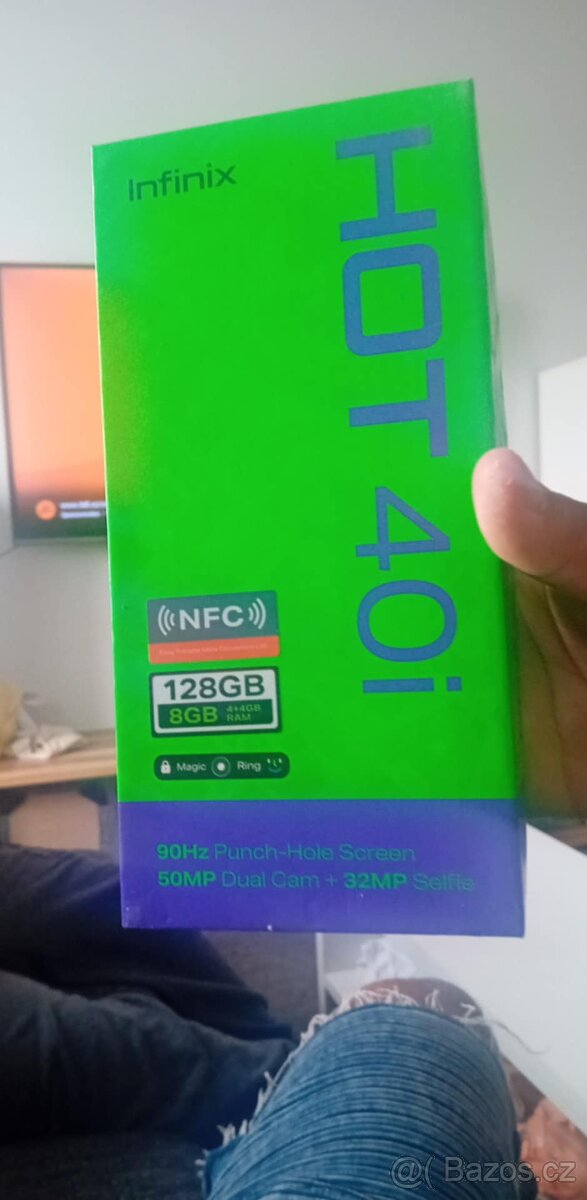 Infinix
HOT 40i
((( NFC )))
128GB
8GB 4+4GB RAM
Magic Ring
90Hz Punch-Hole Screen
50MP Dual Cam + 32MP Selfie
@( Bazos.cz